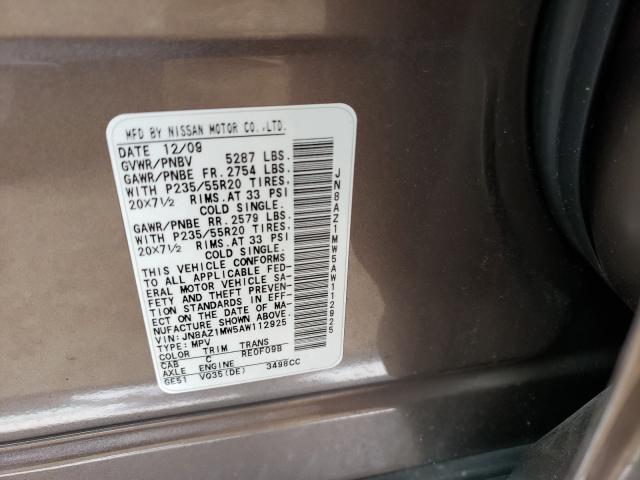 MFD BY NISSAN MOTOR CO.,LTD.
DATE 12/09
GVWR/PNBV 5287 LBS.
GAWR/PNBE FR. 2754 LBS.
WITH P235/55R20 TIRES,
20X7½ RIMS.AT 33 PSI
COLD SINGLE.
GAWR/PNBE RR. 2579 LBS.
WITH P235/55R20 TIRES,
20X7½ RIMS.AT 33 PSI
COLD SINGLE.
THIS VEHICLE CONFORMS
TO ALL APPLICABLE FED-
ERAL MOTOR VEHICLE SA-
FETY AND THEFT PREVEN-
TION STANDARDS IN EFF-
ECT ON THE DATE OF MA-
NUFACTURE SHOWN ABOVE.
VIN: JN8AZ1MW5AW112925
TYPE: MPV
COLOR TRIM TRANS
CAB C RE0F09B
AXLE ENGINE
GE51 VQ35(DE) 3498CC
JN8AZ1MW5AW112925